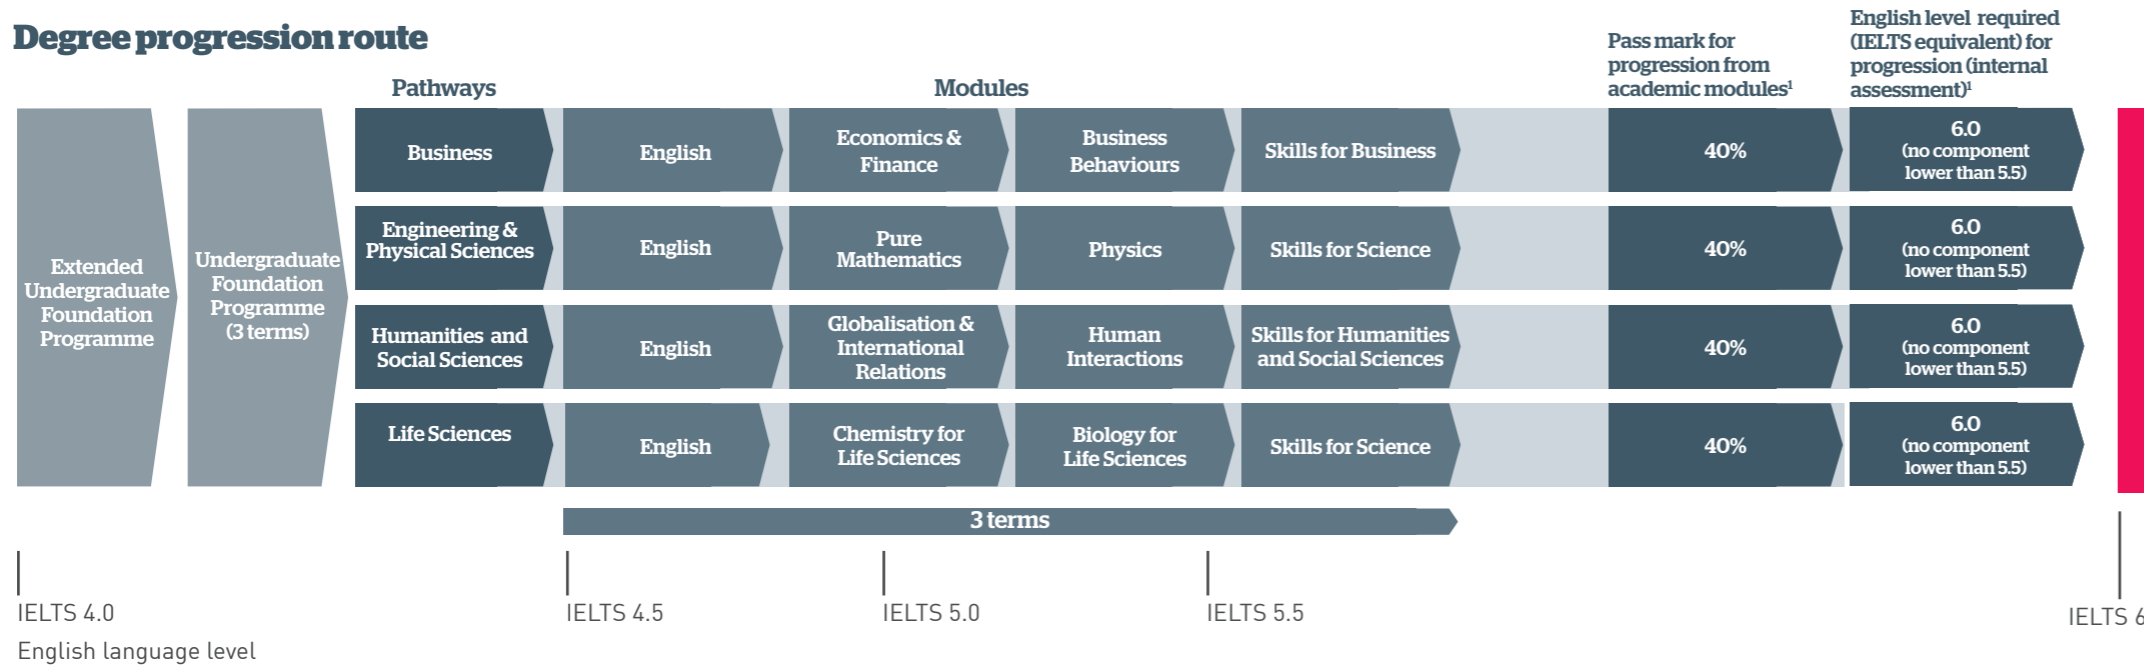 Degree progression route
Pathways
Modules
Pass mark for
progression from
academic modules¹
English level required
(IELTS equivalent) for
progression (internal
assessment)¹
Extended
Undergraduate
Foundation
Programme
Undergraduate
Foundation
Programme
(3 terms)
Business
English
Economics &
Finance
Business
Behaviours
Skills for Business
40%
6.0
(no component
lower than 5.5)
Engineering &
Physical Sciences
English
Pure
Mathematics
Physics
Skills for Science
40%
6.0
(no component
lower than 5.5)
Humanities and
Social Sciences
English
Globalisation &
International
Relations
Human
Interactions
Skills for Humanities
and Social Sciences
40%
6.0
(no component
lower than 5.5)
Life Sciences
English
Chemistry for
Life Sciences
Biology for
Life Sciences
Skills for Science
40%
6.0
(no component
lower than 5.5)
3 terms
IELTS 4.0
IELTS 4.5
IELTS 5.0
IELTS 5.5
IELTS 6
English language level